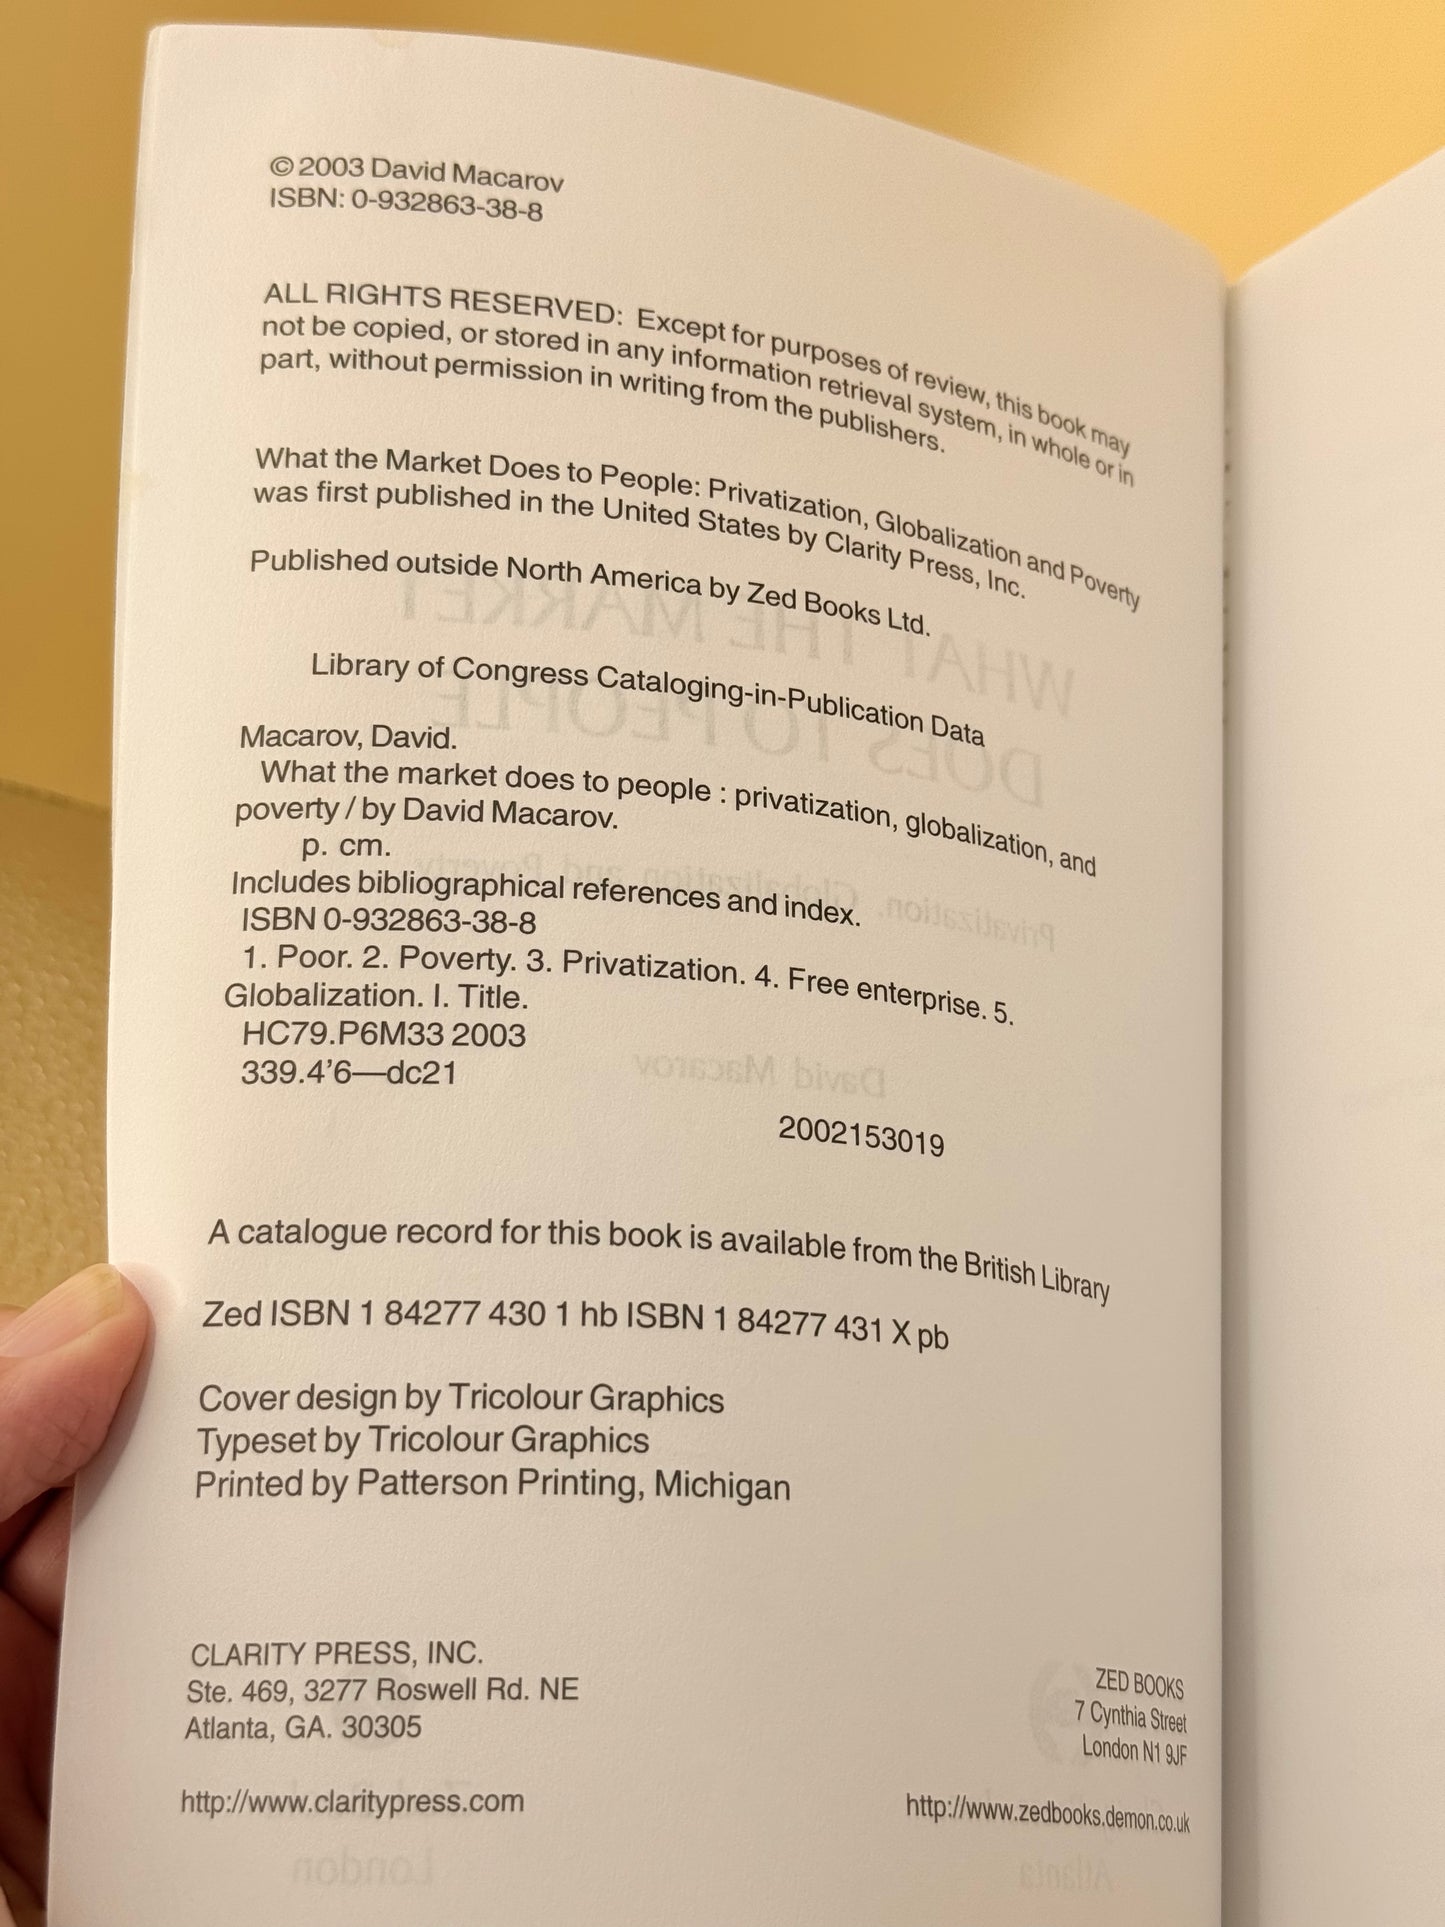 © 2003 David Macarov
ISBN: 0-932863-38-8
ALL RIGHTS RESERVED: Except for purposes of review, this book may
not be copied, or stored in any information retrieval system, in whole or in
part, without permission in writing from the publishers.
What the Market Does to People: Privatization, Globalization and Poverty
was first published in the United States by Clarity Press, Inc.
Published outside North America by Zed Books Ltd.
Library of Congress Cataloging-in-Publication Data
Macarov, David.
What the market does to people : privatization, globalization, and
poverty / by David Macarov.
p. cm.
Includes bibliographical references and index.
ISBN 0-932863-38-8
1. Poor. 2. Poverty. 3. Privatization. 4. Free enterprise. 5.
Globalization. I. Title.
HC79.P6M33 2003
339.4’6—dc21
2002153019
A catalogue record for this book is available from the British Library
Zed ISBN 1 84277 430 1 hb ISBN 1 84277 431 X pb
Cover design by Tricolour Graphics
Typeset by Tricolour Graphics
Printed by Patterson Printing, Michigan
CLARITY PRESS, INC.
Ste. 469, 3277 Roswell Rd. NE
Atlanta, GA. 30305
http://www.claritypress.com
ZED BOOKS
7 Cynthia Street
London N1 9JF
http://www.zedbooks.demon.co.uk